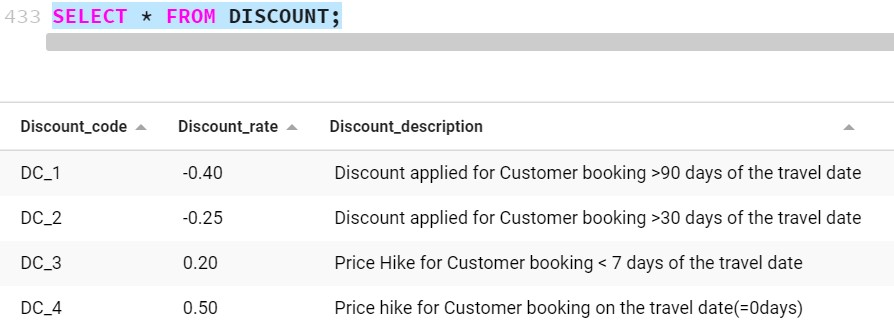 433 SELECT * FROM DISCOUNT;
Discount_code Discount_rate Discount_description
DC_1 -0.40 Discount applied for Customer booking >90 days of the travel date
DC_2 -0.25 Discount applied for Customer booking >30 days of the travel date
DC_3 0.20 Price Hike for Customer booking < 7 days of the travel date
DC_4 0.50 Price hike for Customer booking on the travel date(=0days)